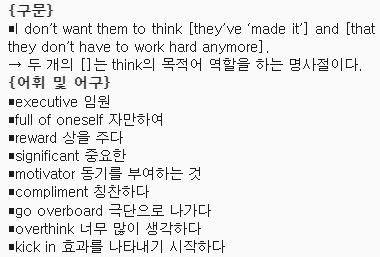 {구문}
■I don't want them to think [they've 'made it'] and [that
they don't have to work hard anymore].
→ 두 개의 []는 think의 목적어 역할을 하는 명사절이다.
{어휘 및 어구}
■executive 임원
■full of oneself 자만하여
■reward 상을 주다
■significant 중요한
■motivator 동기를 부여하는 것
■compliment 칭찬하다
■go overboard 극단으로 나가다
■overthink 너무 많이 생각하다
■kick in 효과를 나타내기 시작하다